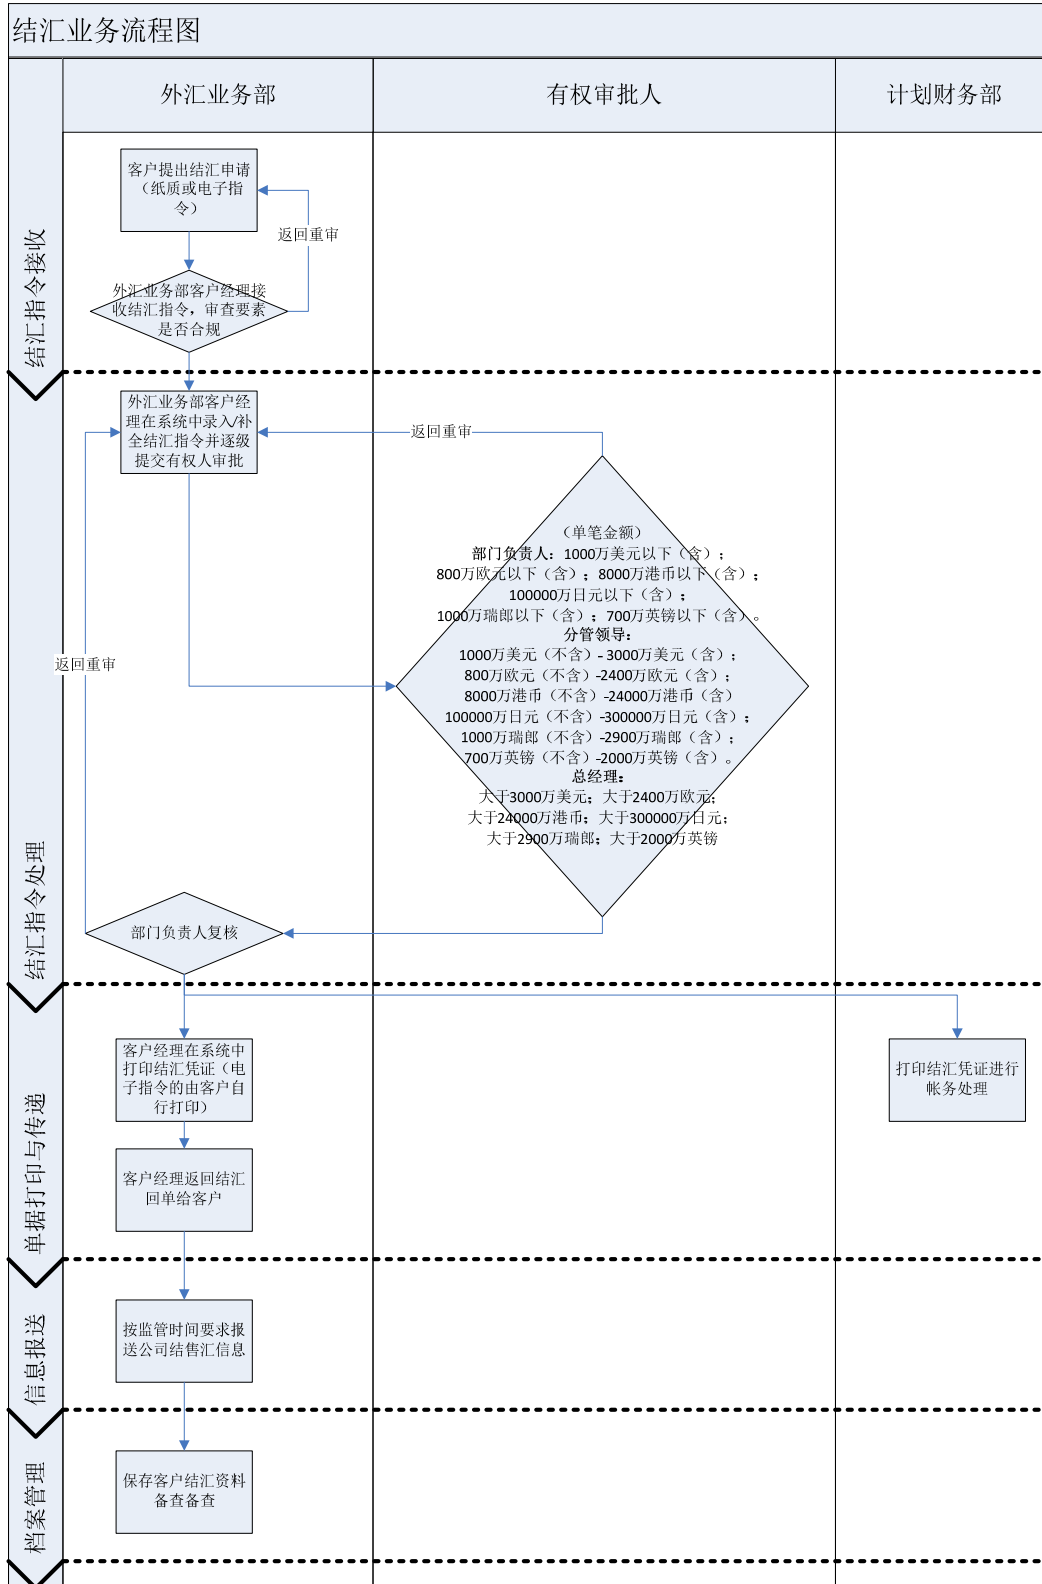 结汇业务流程图
外汇业务部
有权审批人
计划财务部
结汇指令接收
客户提出结汇申请
（纸质或电子指
令）
返回重审
外汇业务部客户经理接
收结汇指令，审查要素
是否合规
结汇指令处理
外汇业务部客户经
理在系统中录入/补
全结汇指令并逐级
提交有权人审批
返回重审
（单笔金额）
部门负责人：1000万美元以下（含）；
800万欧元以下（含）；8000万港币以下（含）；
100000万日元以下（含）；
1000万瑞郎以下（含）；700万英镑以下（含）。
分管领导：
1000万美元（不含）-3000万美元（含）；
800万欧元（不含）-2400万欧元（含）；
8000万港币（不含）-24000万港币（含）
100000万日元（不含）-300000万日元（含）；
1000万瑞郎（不含）-2900万瑞郎（含）；
700万英镑（不含）-2000万英镑（含）。
总经理：
大于3000万美元；大于2400万欧元；
大于24000万港币；大于300000万日元；
大于2900万瑞郎；大于2000万英镑
返回重审
部门负责人复核
单据打印与传递
客户经理在系统中
打印结汇凭证（电
子指令的由客户自
行打印）
打印结汇凭证进行
帐务处理
客户经理返回结汇
回单给客户
信息报送
按监管时间要求报
送公司结售汇信息
档案管理
保存客户结汇资料
备查备查